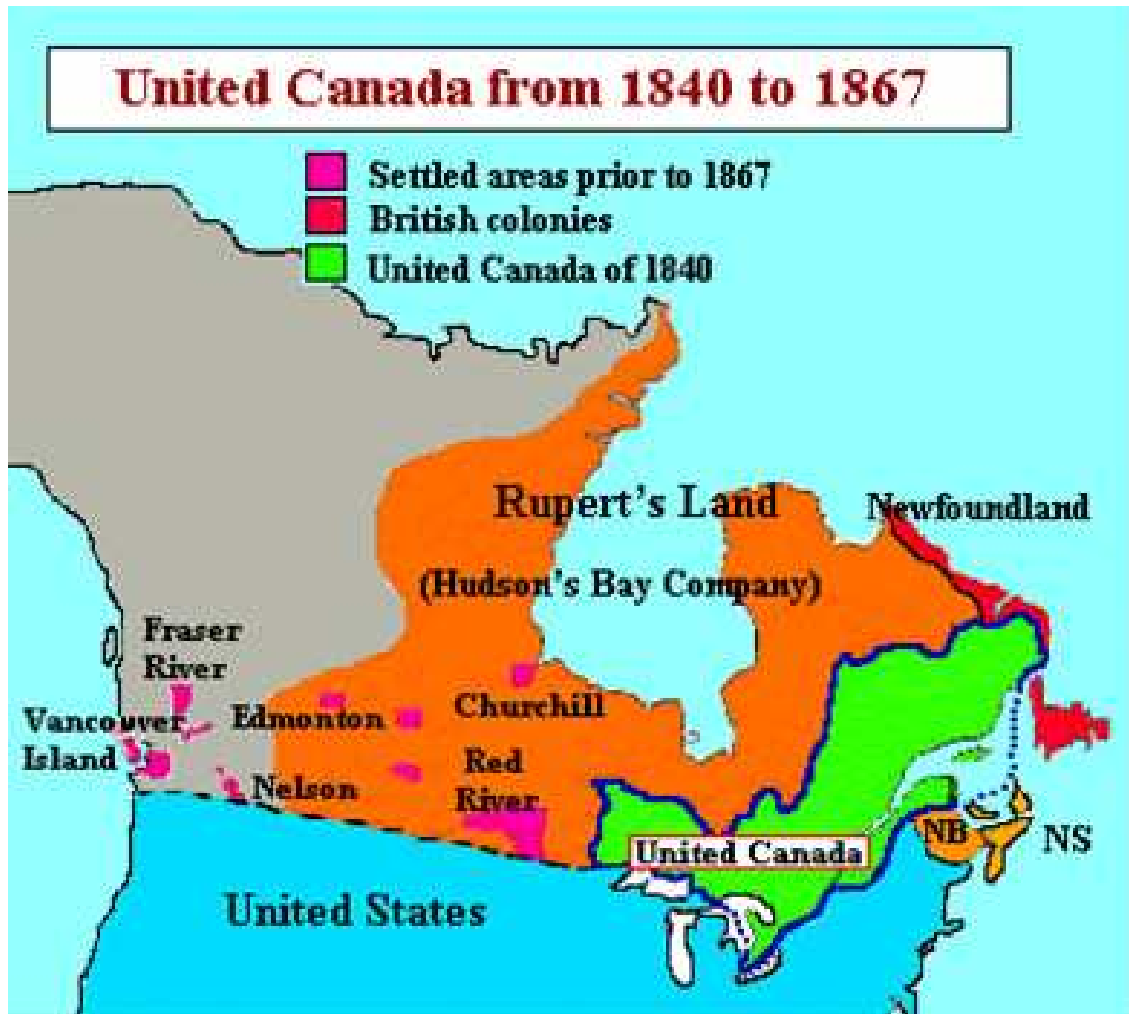 United Canada from 1840 to 1867
Settled areas prior to 1867
British colonies
United Canada of 1840
Rupert's Land
Newfoundland
(Hudson's Bay Company)
Fraser
River
Vancouver
Island
Edmonton
Churchill
Nelson
Red
River
United Canada
NB
NS
United States